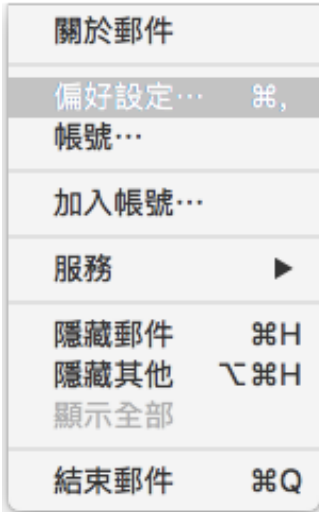 關於郵件
偏好設定⋯ ⌘,
帳號⋯
加入帳號⋯
服務 ▶
隱藏郵件 ⌘H
隱藏其他 ⌥⌘H
顯示全部
結束郵件 ⌘Q